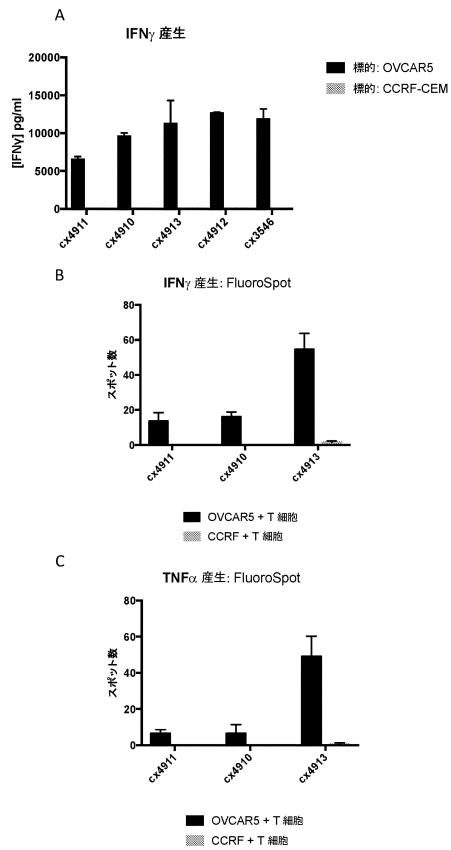 A
IFNγ 産生
標的: OVCAR5
標的: CCRF-CEM
[IFNγ] pg/ml
20000
15000
10000
5000
0
cx4911
cx4910
cx4913
cx4912
cx3546
B
IFNγ 産生: FluoroSpot
スポット数
80
60
40
20
0
cx4911
cx4910
cx4913
OVCAR5 + T 細胞
CCRF + T 細胞
C
TNFα 産生: FluoroSpot
スポット数
80
60
40
20
0
cx4911
cx4910
cx4913
OVCAR5 + T 細胞
CCRF + T 細胞